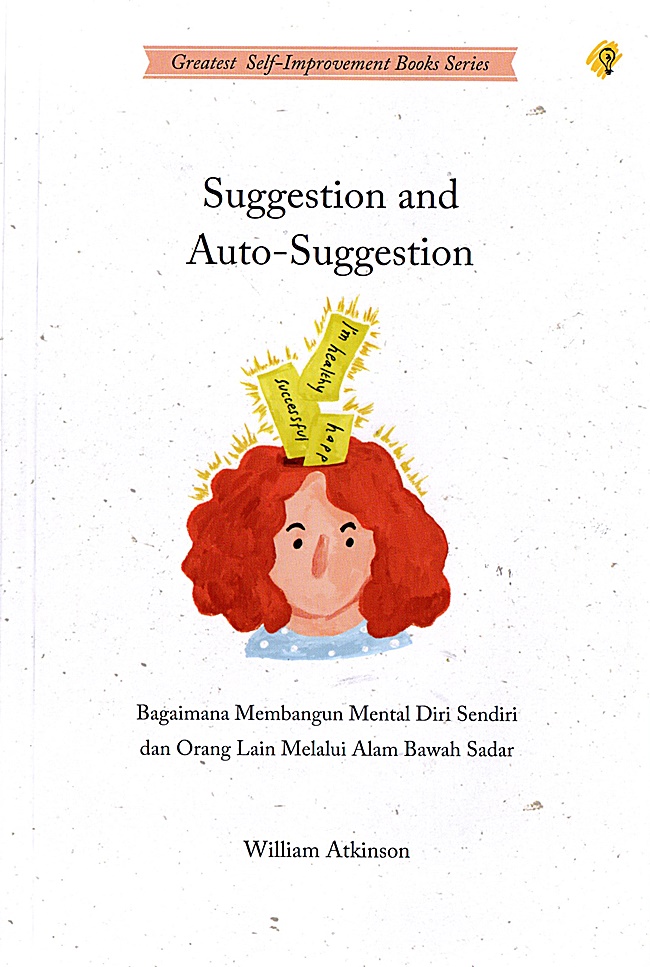 Greatest Self-Improvement Books Series
Suggestion and
Auto-Suggestion
I'm healthy
successful
happ
Bagaimana Membangun Mental Diri Sendiri
dan Orang Lain Melalui Alam Bawah Sadar
William Atkinson